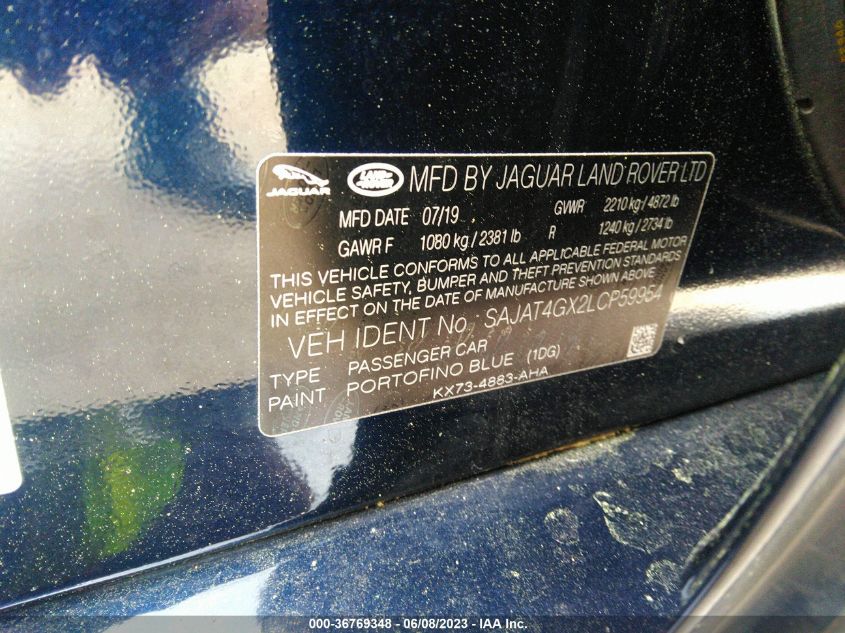 JAGUAR LAND ROVER MFD BY JAGUAR LAND ROVER LTD
MFD DATE 07/19 GVWR 2210 kg / 4872 lb
GAWR F 1080 kg / 2381 lb R 1240 kg / 2734 lb
THIS VEHICLE CONFORMS TO ALL APPLICABLE FEDERAL MOTOR
VEHICLE SAFETY, BUMPER AND THEFT PREVENTION STANDARDS
IN EFFECT ON THE DATE OF MANUFACTURE SHOWN ABOVE
VEH IDENT No. SAJAT4GX2LCP59954
TYPE PASSENGER CAR
PAINT PORTOFINO BLUE (1DG)
KX73-4883-AHA
000-36769348 - 06/08/2023 - IAA Inc.